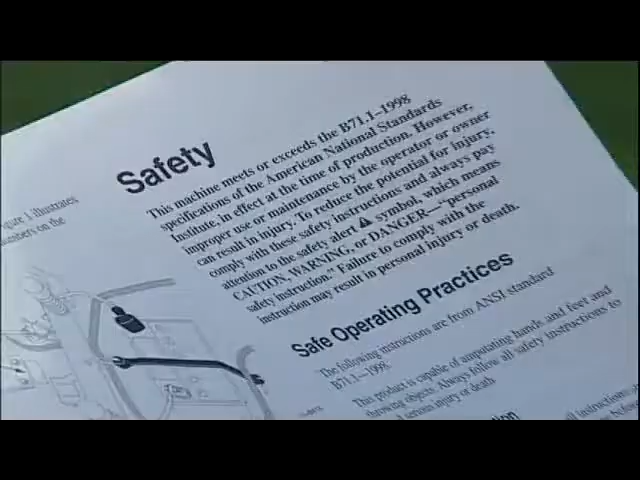 Safety
This machine meets or exceeds the B71.1–1998
specifications of the American National Standards
Institute, in effect at the time of production. However,
improper use or maintenance by the operator or owner
can result in injury. To reduce the potential for injury,
comply with these safety instructions and always pay
attention to the safety alert symbol, which means
CAUTION, WARNING, or DANGER—"personal
safety instruction." Failure to comply with the
instruction may result in personal injury or death.
gure 1 illustrates
numbers on the
Safe Operating Practices
The following instructions are from ANSI standard
B71.1–1998.
This product is capable of amputating hands and feet and
throwing objects. Always follow all safety instructions to
serious injury or death.